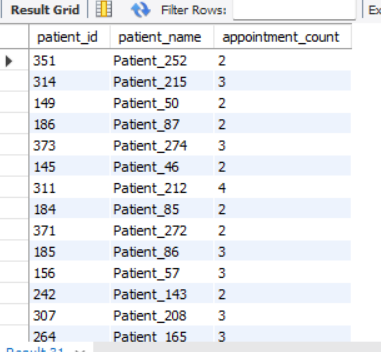 Result Grid Filter Rows: Ex
patient_id patient_name appointment_count
351 Patient_252 2
314 Patient_215 3
149 Patient_50 2
186 Patient_87 2
373 Patient_274 3
145 Patient_46 2
311 Patient_212 4
184 Patient_85 2
371 Patient_272 2
185 Patient_86 3
156 Patient_57 3
242 Patient_143 2
307 Patient_208 3
264 Patient_165 3
Result 31